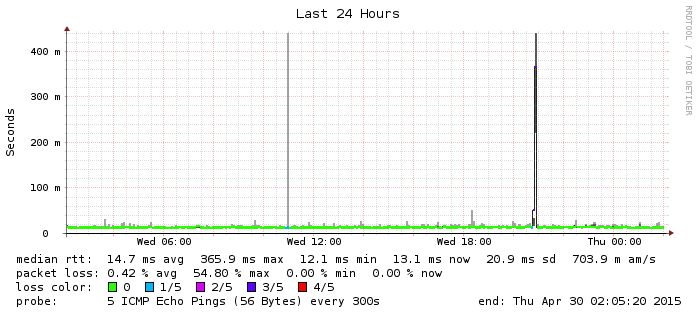 Last 24 Hours
RRDTOOL / TOBI OETIKER
Seconds
400 m
300 m
200 m
100 m
0
Wed 06:00 Wed 12:00 Wed 18:00 Thu 00:00
median rtt: 14.7 ms avg 365.9 ms max 12.1 ms min 13.1 ms now 20.9 ms sd 703.9 m am/s
packet loss: 0.42 % avg 54.80 % max 0.00 % min 0.00 % now
loss color: 0 1/5 2/5 3/5 4/5
probe: 5 ICMP Echo Pings (56 Bytes) every 300s end: Thu Apr 30 02:05:20 2015